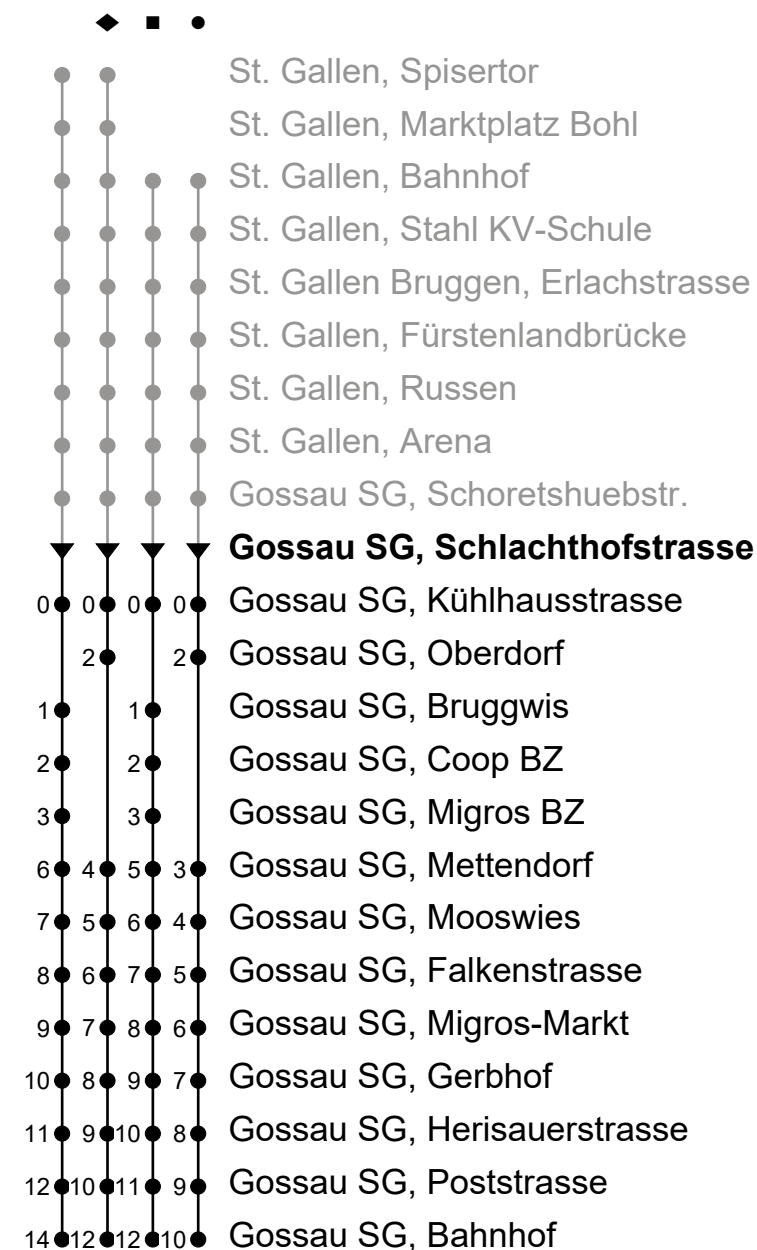 ◆ ■ ●
St. Gallen, Spisertor
St. Gallen, Marktplatz Bohl
St. Gallen, Bahnhof
St. Gallen, Stahl KV-Schule
St. Gallen Bruggen, Erlachstrasse
St. Gallen, Fürstenlandbrücke
St. Gallen, Russen
St. Gallen, Arena
Gossau SG, Schoretshuebstr.
Gossau SG, Schlachthofstrasse
0 0 0 0 Gossau SG, Kühlhausstrasse
2 2 Gossau SG, Oberdorf
1 1 Gossau SG, Bruggwis
2 2 Gossau SG, Coop BZ
3 3 Gossau SG, Migros BZ
6 4 5 3 Gossau SG, Mettendorf
7 5 6 4 Gossau SG, Mooswies
8 6 7 5 Gossau SG, Falkenstrasse
9 7 8 6 Gossau SG, Migros-Markt
10 8 9 7 Gossau SG, Gerbhof
11 9 10 8 Gossau SG, Herisauerstrasse
12 10 11 9 Gossau SG, Poststrasse
14 12 12 10 Gossau SG, Bahnhof